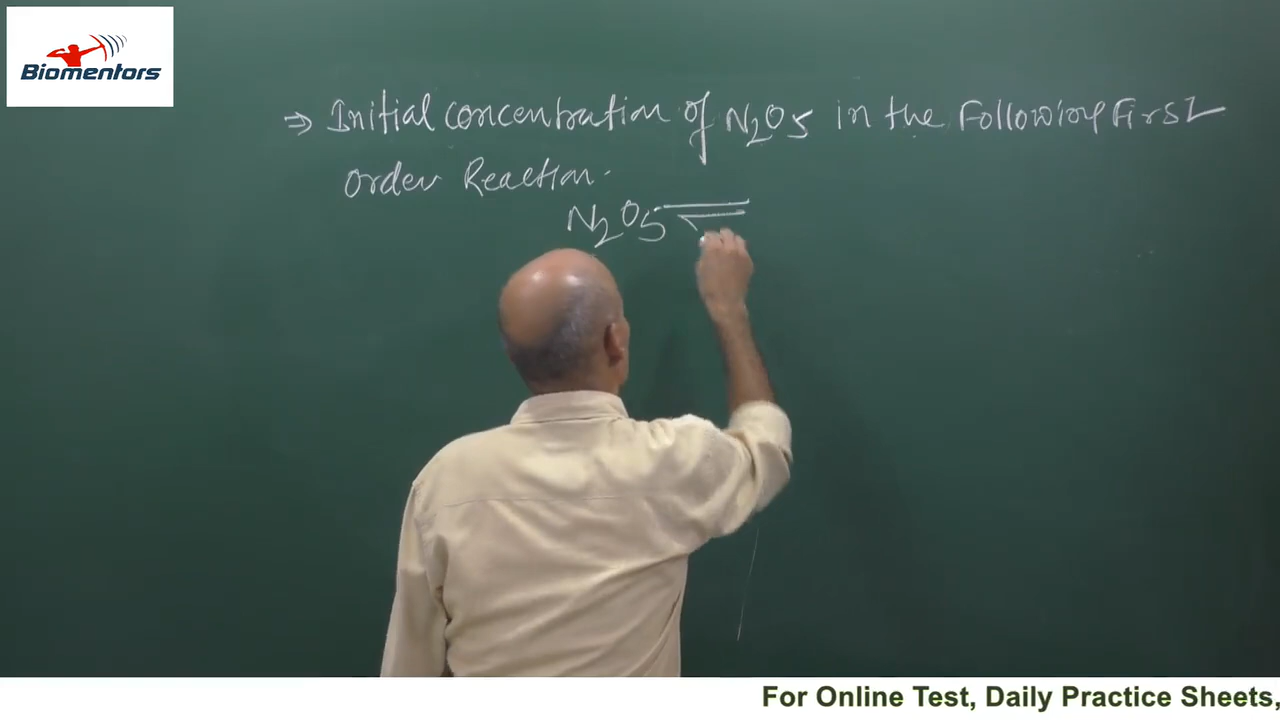 Biomentors
⇒ Initial concentration of N2O5 in the Following First
Order Reaction.
N2O5
For Online Test, Daily Practice Sheets,